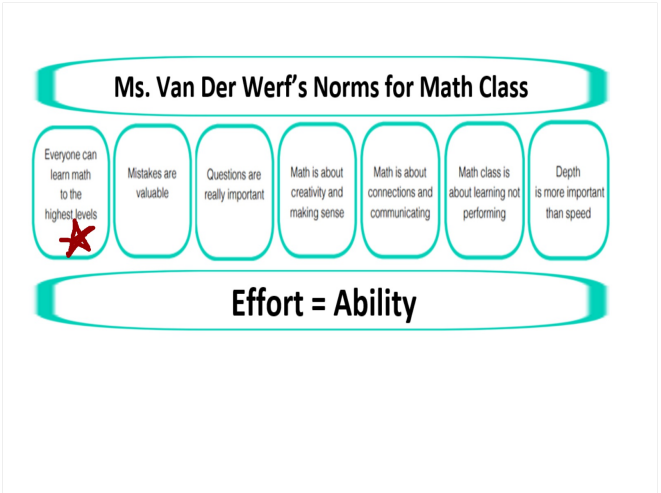 Ms. Van Der Werf's Norms for Math Class
Everyone can
learn math
to the
highest levels
Mistakes are
valuable
Questions are
really important
Math is about
creativity and
making sense
Math is about
connections and
communicating
Math class is
about learning not
performing
Depth
is more important
than speed
Effort = Ability